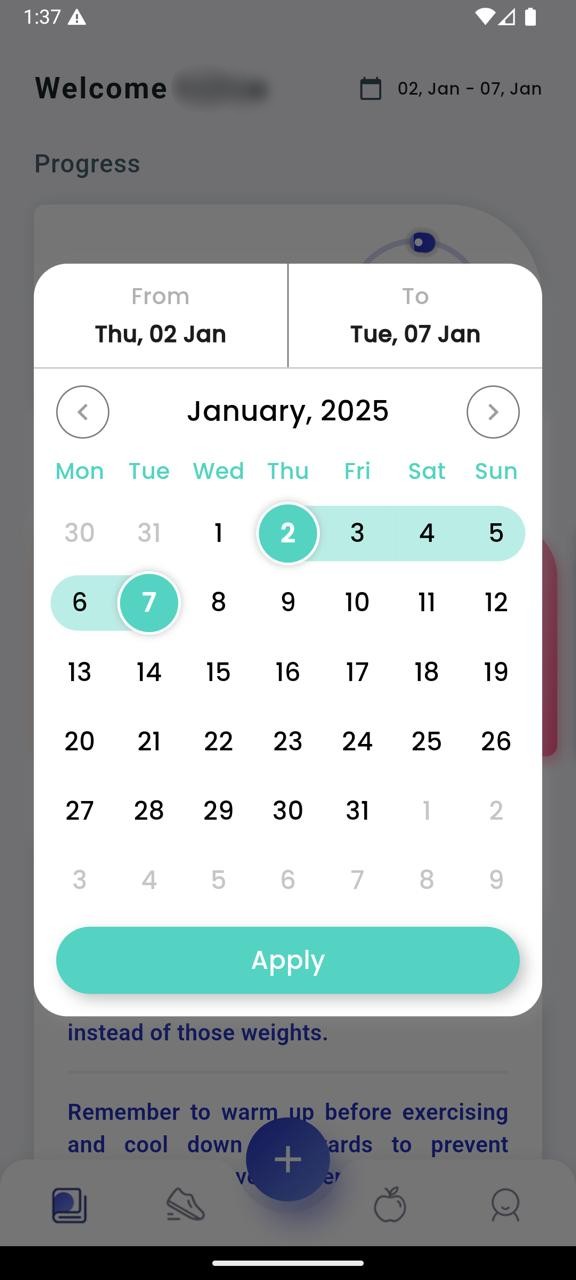 1:37
Welcome
02, Jan - 07, Jan
Progress
From To
Thu, 02 Jan Tue, 07 Jan
January, 2025
Mon Tue Wed Thu Fri Sat Sun
30 31 1 2 3 4 5
6 7 8 9 10 11 12
13 14 15 16 17 18 19
20 21 22 23 24 25 26
27 28 29 30 31 1 2
3 4 5 6 7 8 9
Apply
instead of those weights.
Remember to warm up before exercising
and cool down to prevent